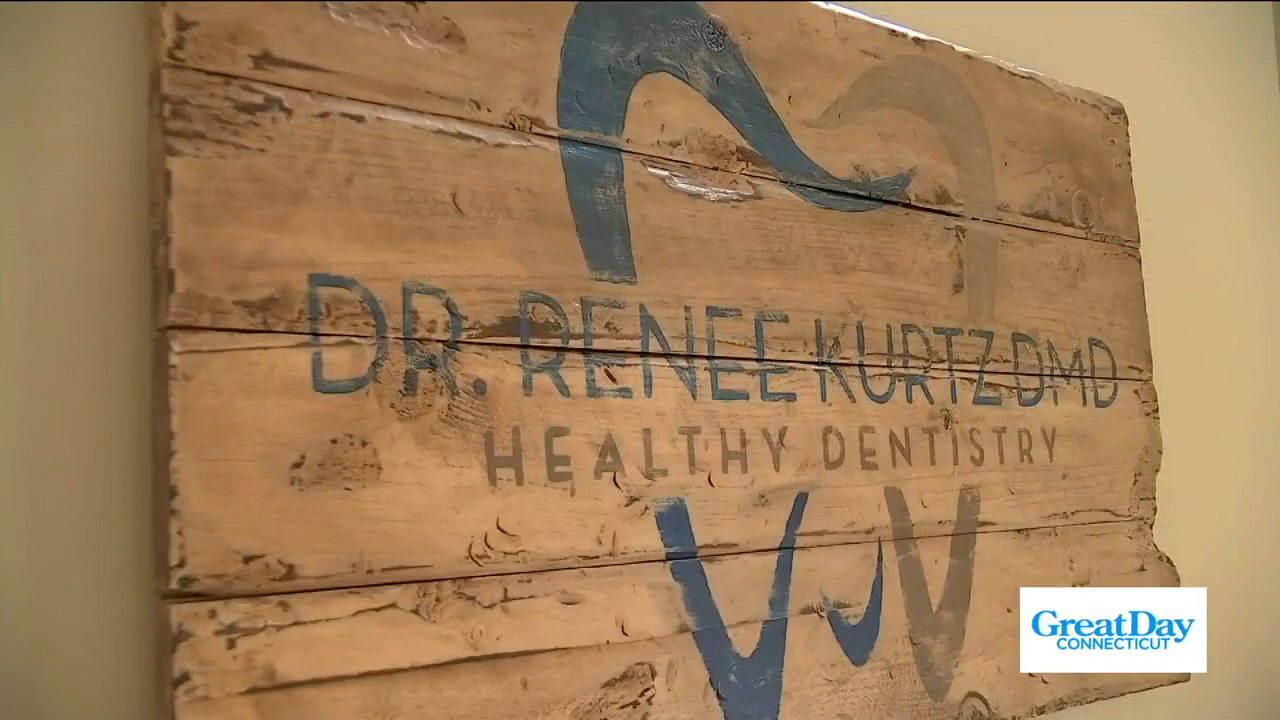 DR. RENEE KURTZ DMD
HEALTHY DENTISTRY
GreatDay
CONNECTICUT